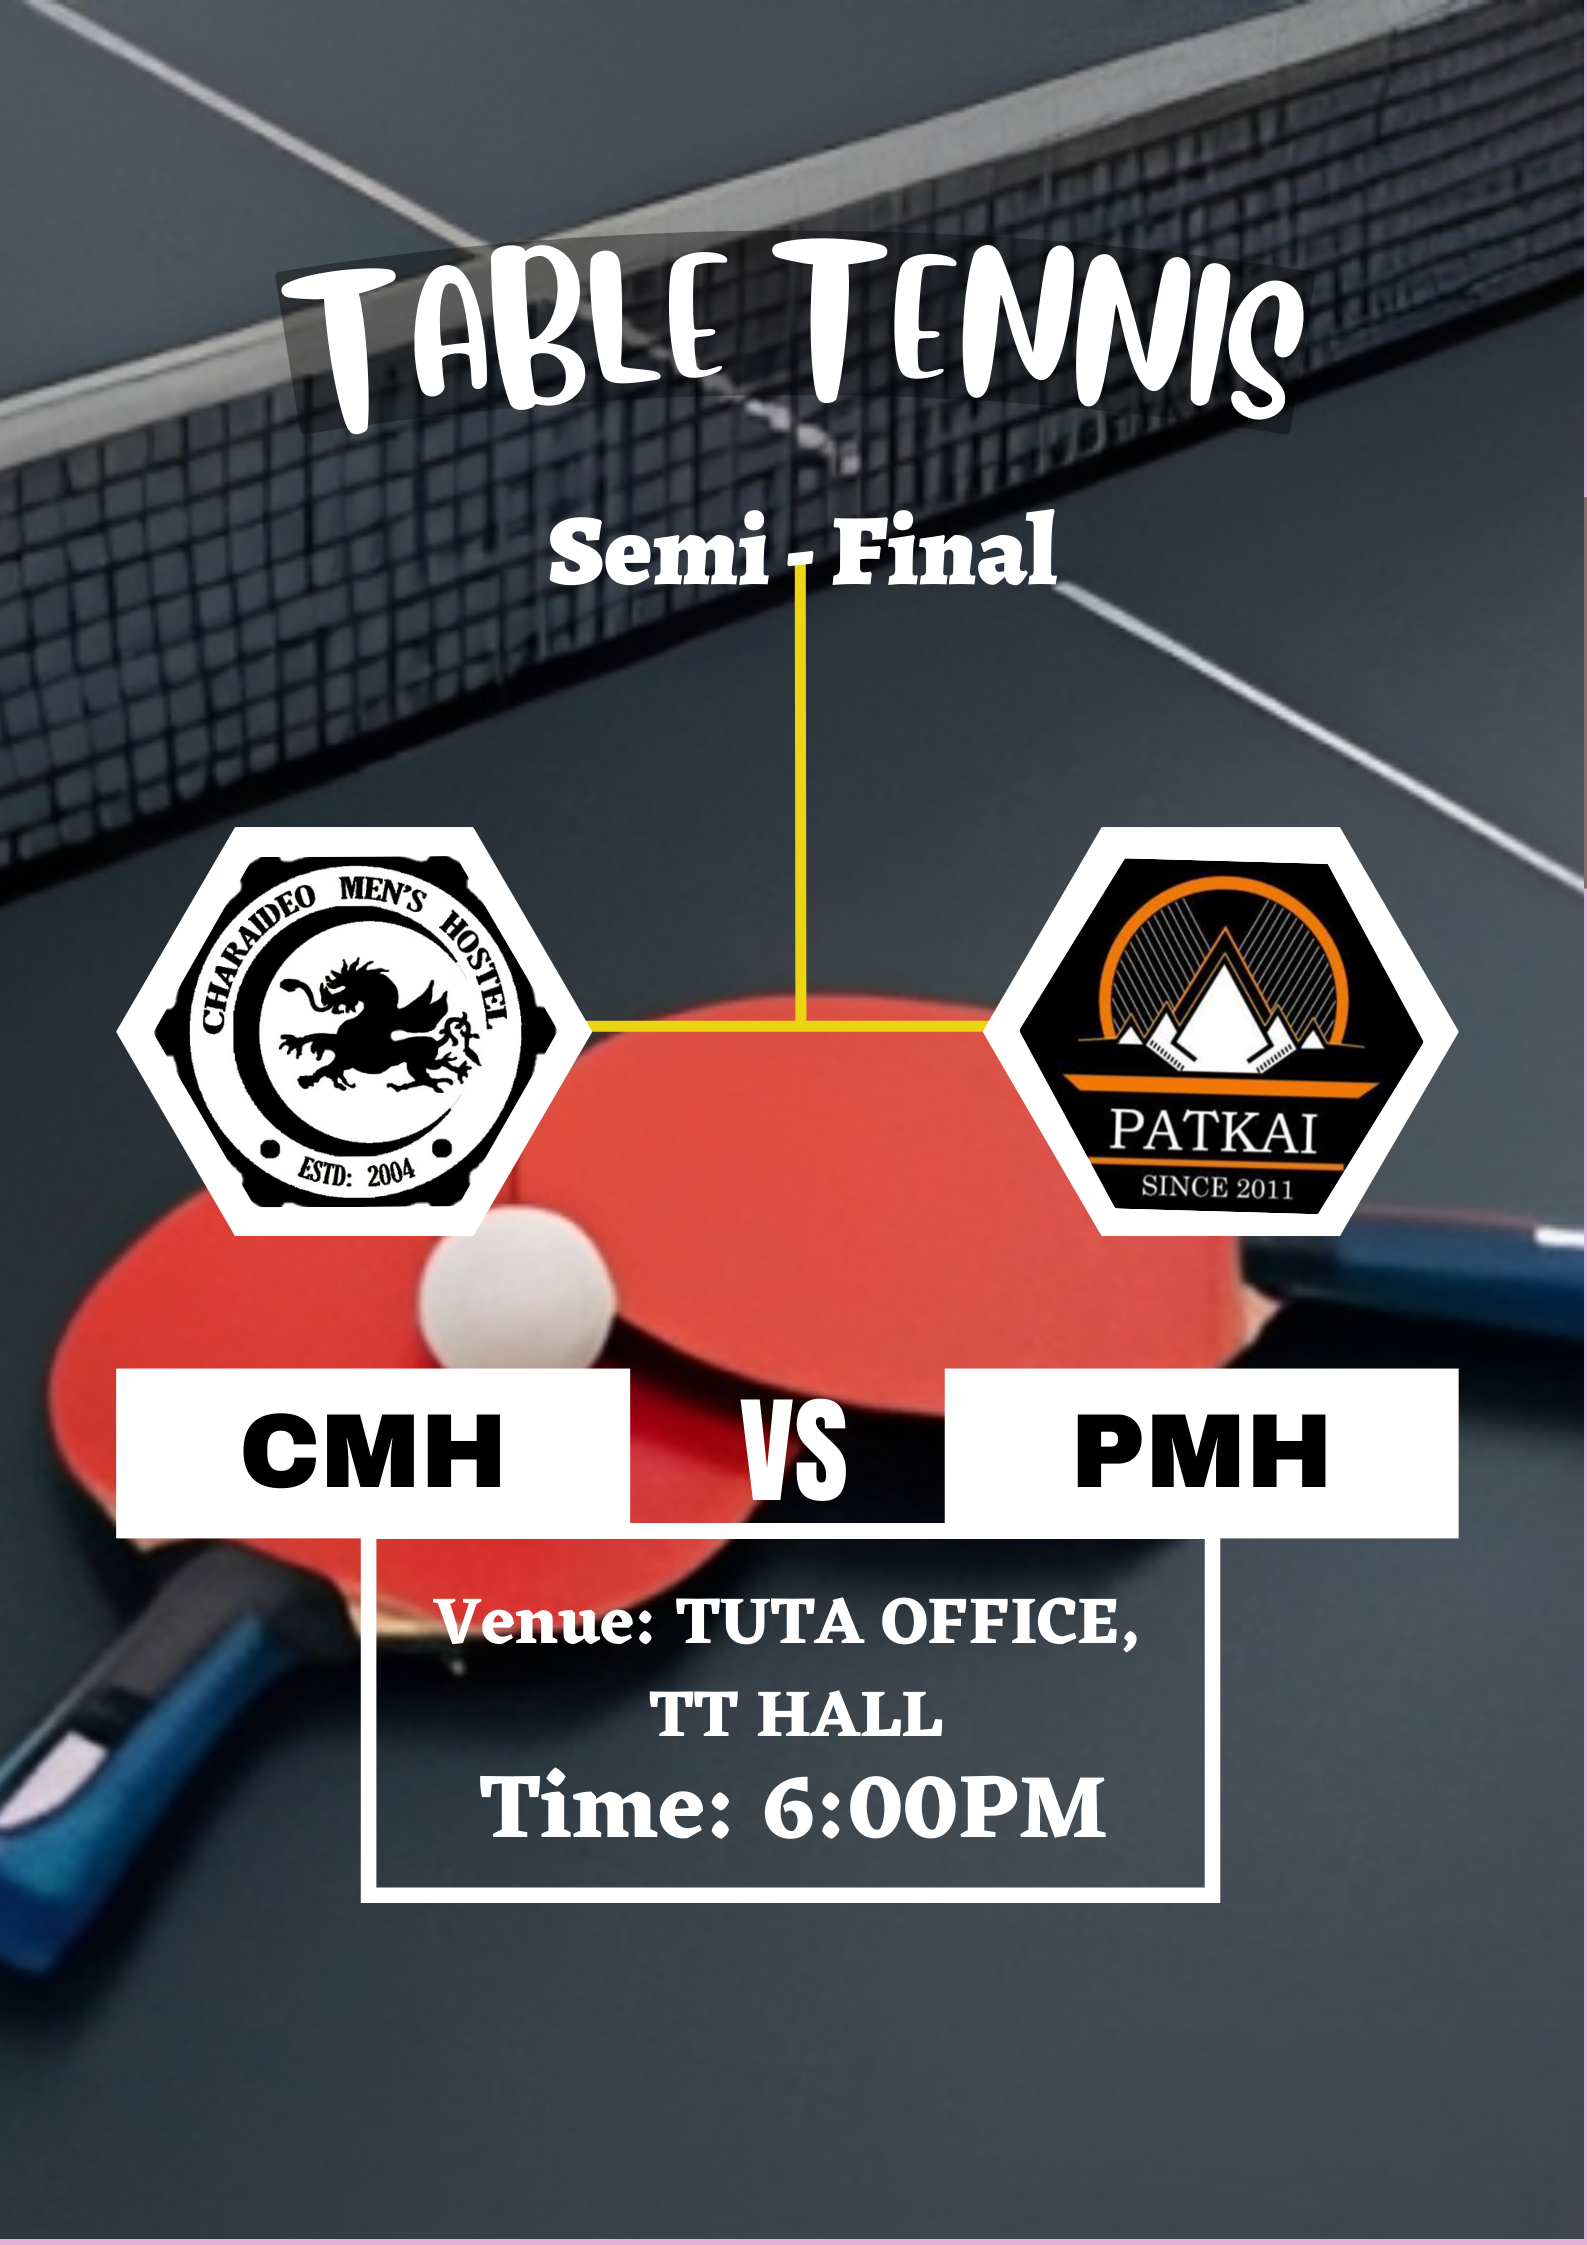 TABLE TENNIS
Semi - Final
CHARAIDEO MEN'S HOSTEL
ESTD: 2004
PATKAI
SINCE 2011
CMH
VS
PMH
Venue: TUTA OFFICE,
TT HALL
Time: 6:00PM